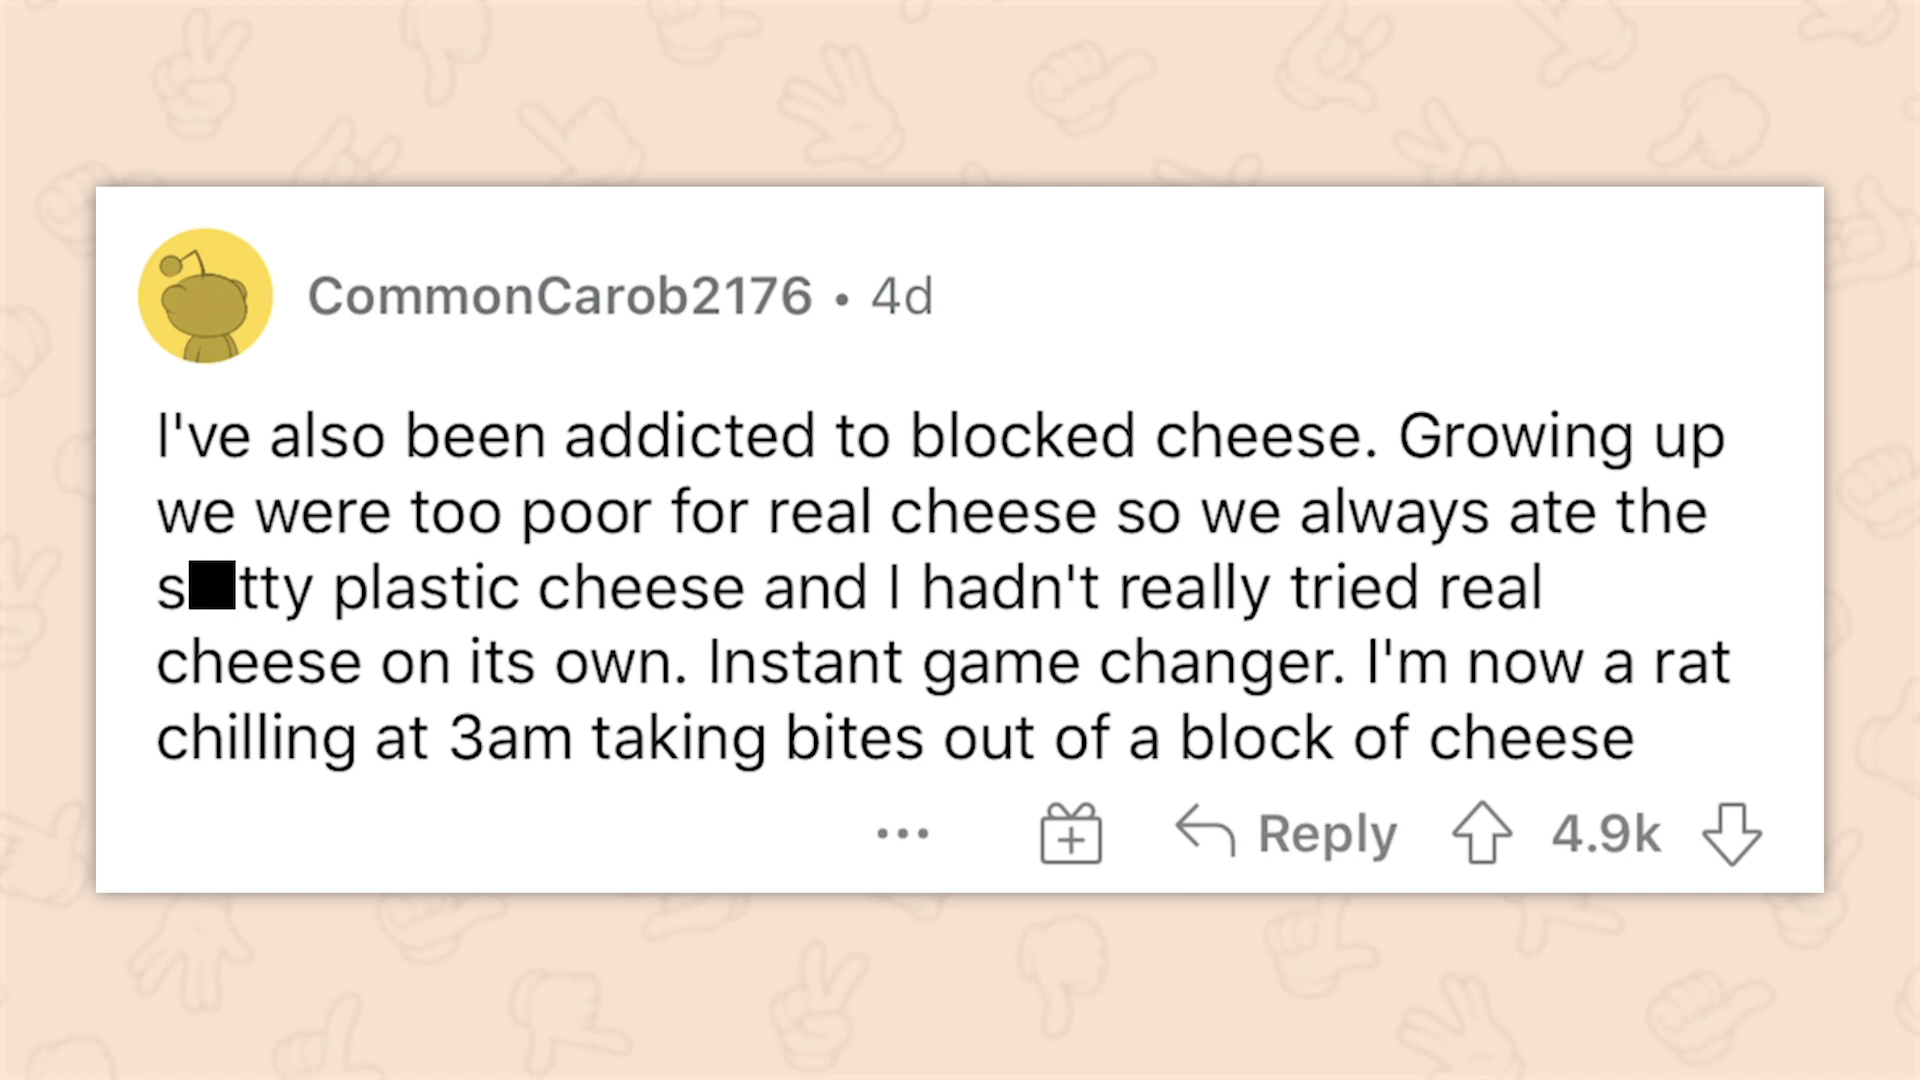 CommonCarob2176 • 4d
I've also been addicted to blocked cheese. Growing up
we were too poor for real cheese so we always ate the
s■tty plastic cheese and I hadn't really tried real
cheese on its own. Instant game changer. I'm now a rat
chilling at 3am taking bites out of a block of cheese
... Reply 4.9k